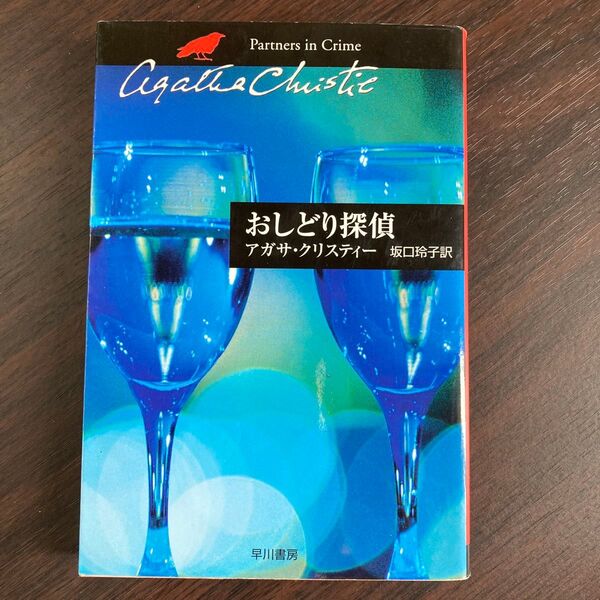 Partners in Crime
Agatha Christie
おしどり探偵
アガサ・クリスティー 坂口玲子訳
早川書房